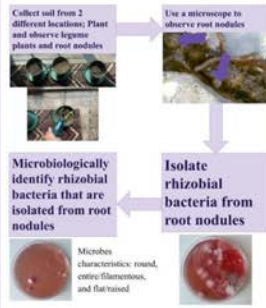 Collect soil from 2
different locations; Plant
and observe legume
plants and root nodules
Use a microscope to
observe root nodules
Isolate
rhizobial
bacteria from
root nodules
Microbiologically
identify rhizobial
bacteria that are
isolated from root
nodules
Microbes
characteristics: round,
entire/filamentous,
and flat/raised